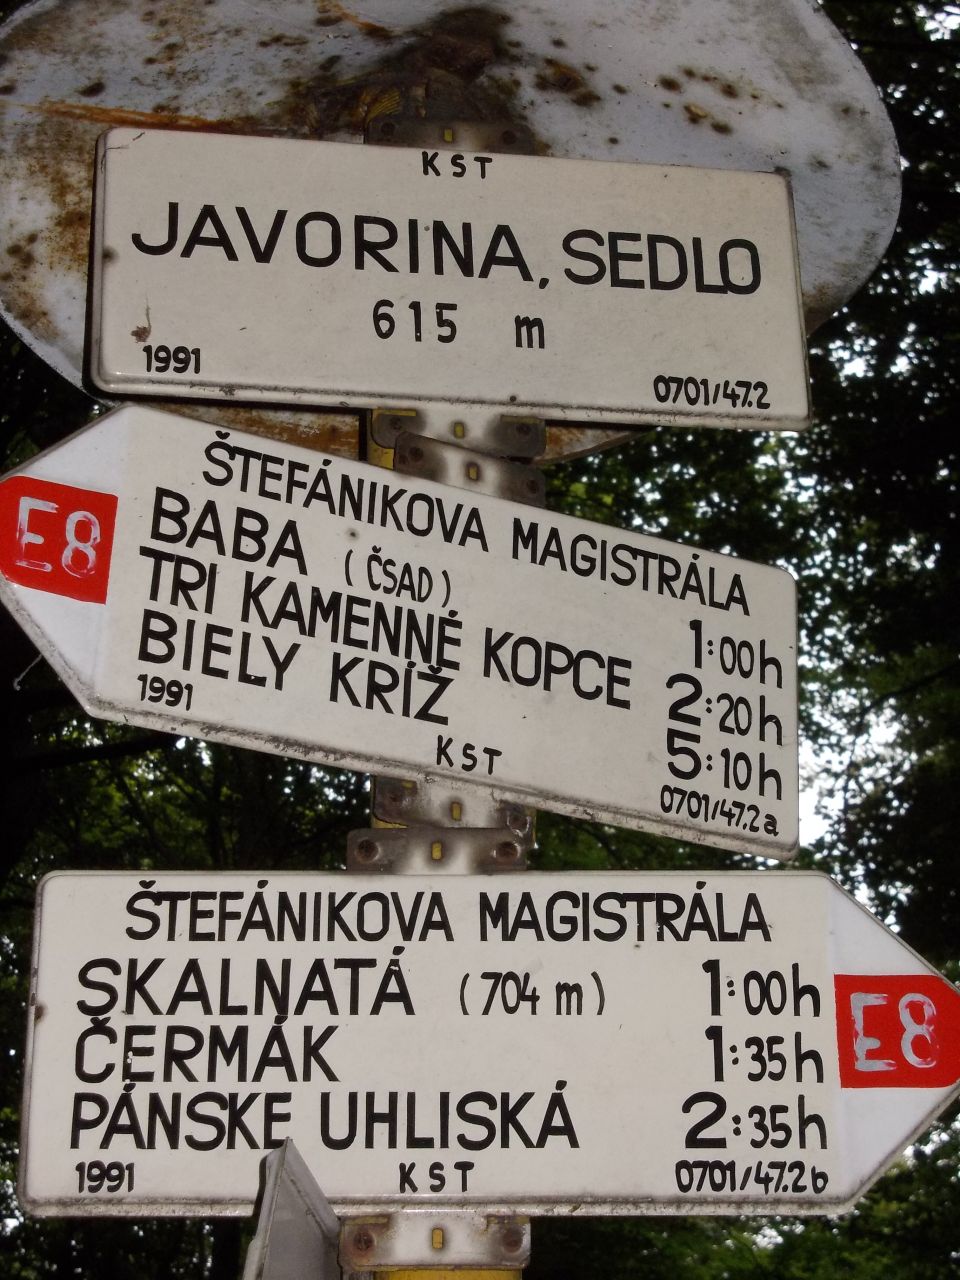 KST
JAVORINA, SEDLO
615 m
1991 0701/47.2
ŠTEFÁNIKOVA MAGISTRÁLA
E8
BABA (ČSAD) 1:00h
TRI KAMENNÉ KOPCE 2:20h
BIELY KRÍŽ 5:10h
1991 KST 0701/47.2a
ŠTEFÁNIKOVA MAGISTRÁLA
SKALNATÁ (704 m) 1:00h
E8
ČERMÁK 1:35h
PÁNSKE UHLISKÁ 2:35h
1991 KST 0701/47.2b